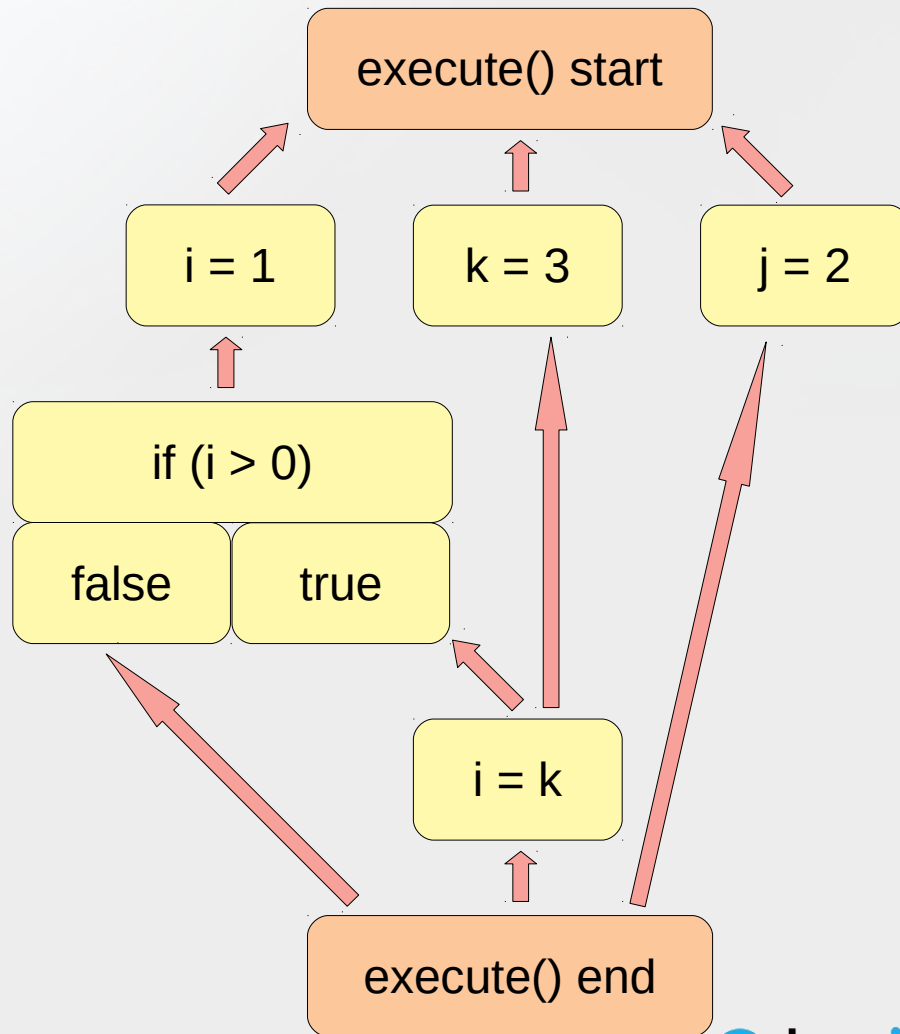 execute() start
i = 1
k = 3
j = 2
if (i > 0)
false
true
i = k
execute() end